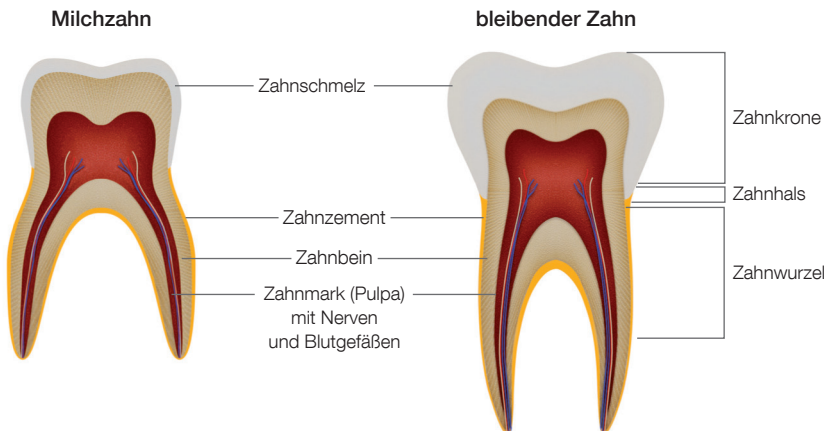 Milchzahn
bleibender Zahn
Zahnschmelz
Zahnkrone
Zahnhals
Zahnzement
Zahnbein
Zahnwurzel
Zahnmark (Pulpa)
mit Nerven
und Blutgefäßen